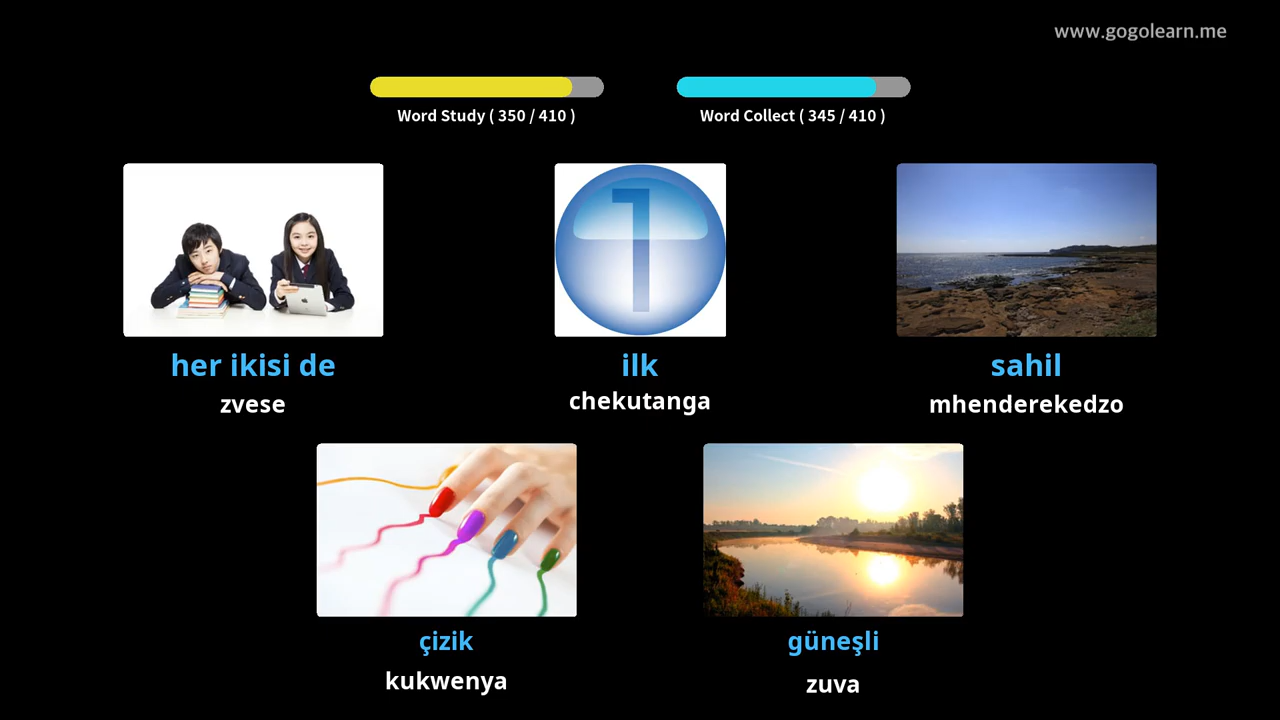 www.gogolearn.me
Word Study ( 350 / 410 )
Word Collect ( 345 / 410 )
1
her ikisi de
ilk
sahil
zvese
chekutanga
mhenderekedzo
çizik
güneşli
kukwenya
zuva